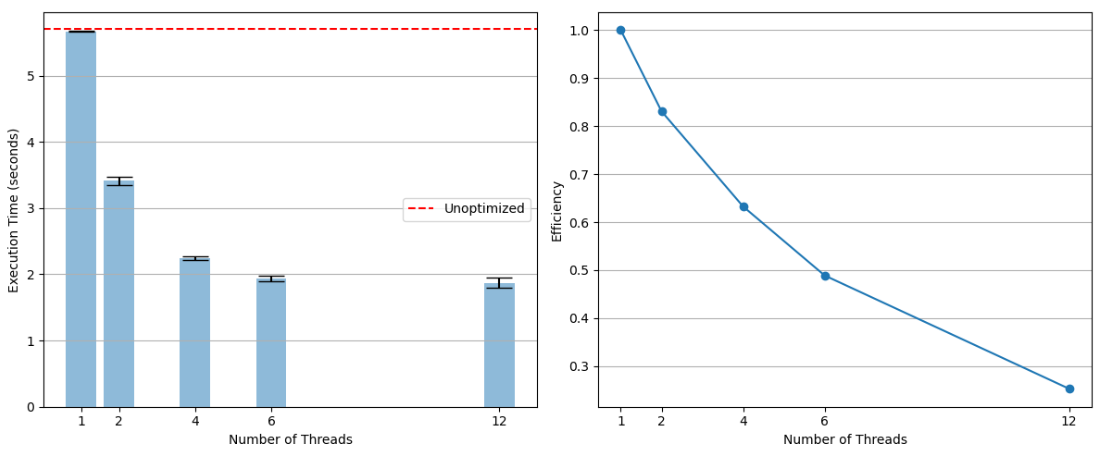 5
4
3
2
1
0
Execution Time (seconds)
Unoptimized
1 2 4 6 12
Number of Threads
1.0
0.9
0.8
0.7
0.6
0.5
0.4
0.3
Efficiency
1 2 4 6 12
Number of Threads